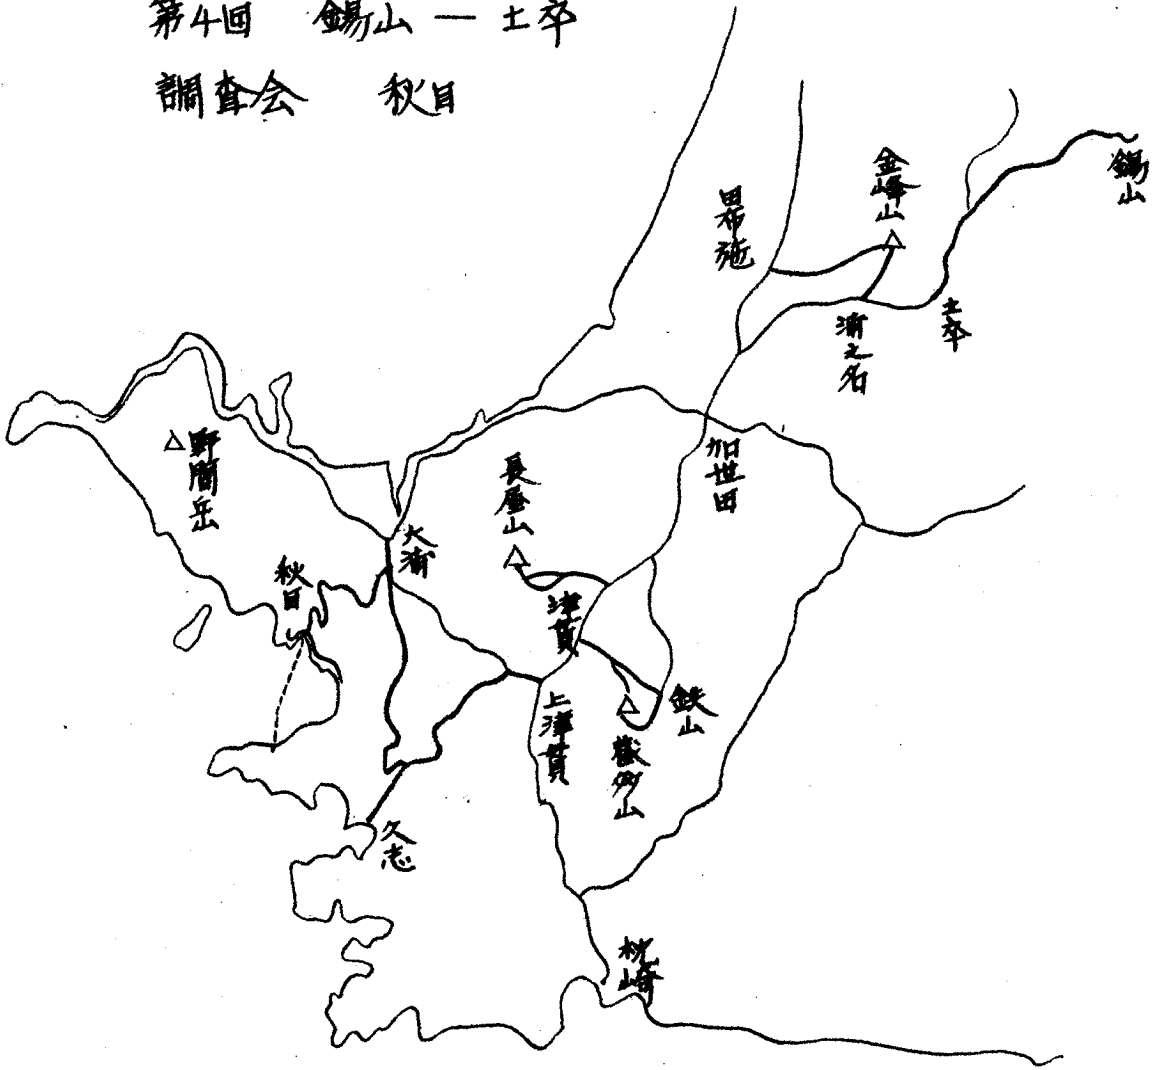 第4回 錫山 — 土卒
調査会 秋目
錫山
金峰山
田布施
土卒
浦之名
加世田
野間岳
長屋山
大浦
秋目
津貫
上津貫
鉄山
蔵多山
久志
枕崎